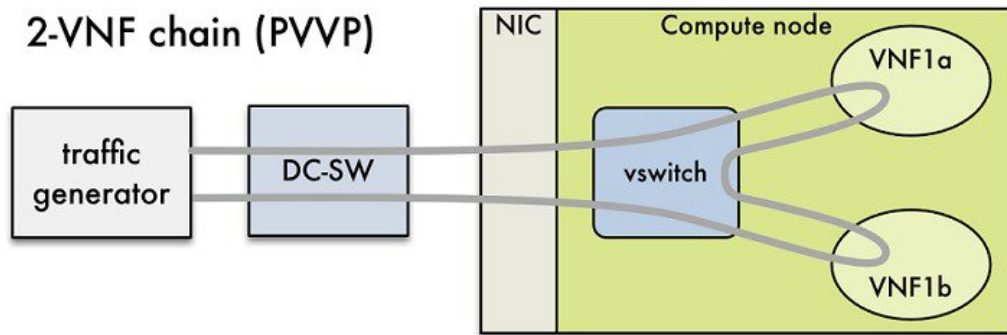 2-VNF chain (PVVP)
NIC
Compute node
VNF1a
traffic
generator
DC-SW
vswitch
VNF1b